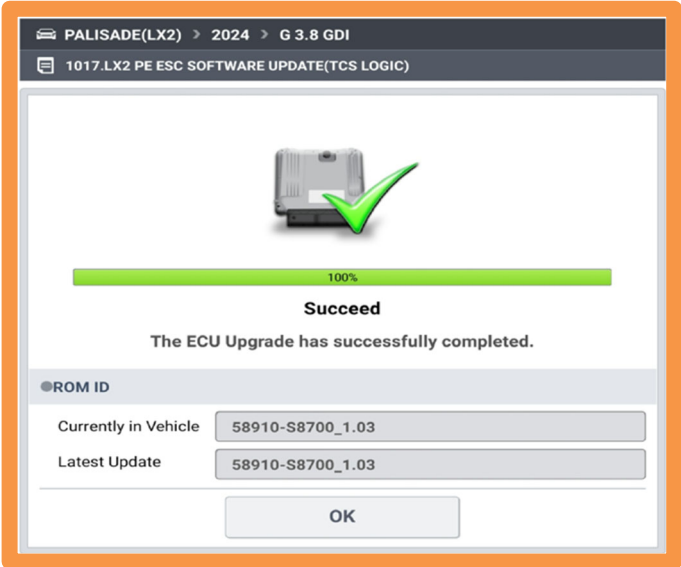 PALISADE(LX2) > 2024 > G 3.8 GDI
1017.LX2 PE ESC SOFTWARE UPDATE(TCS LOGIC)
100%
Succeed
The ECU Upgrade has successfully completed.
ROM ID
Currently in Vehicle 58910-S8700_1.03
Latest Update 58910-S8700_1.03
OK